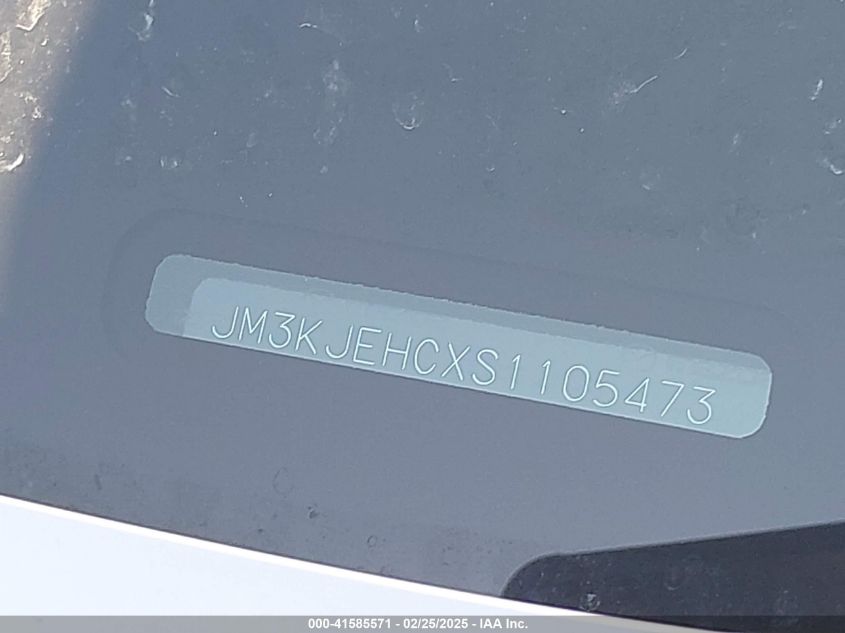 JM3KJEHCXS1105473
000-41585571 - 02/25/2025 - IAA Inc.